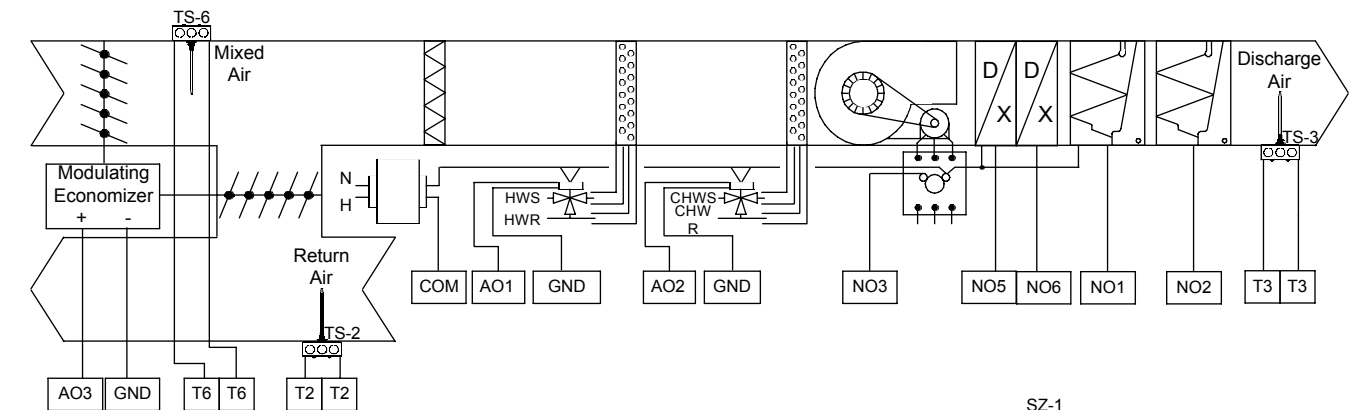 TS-6
Mixed
Air
D
D
X
X
Discharge
Air
TS-3
Modulating
Economizer
+ -
N
H
HWS
HWR
CHWS
CHW
R
Return
Air
TS-2
COM
AO1
GND
AO2
GND
NO3
NO5
NO6
NO1
NO2
T3
T3
AO3
GND
T6
T6
T2
T2
SZ-1